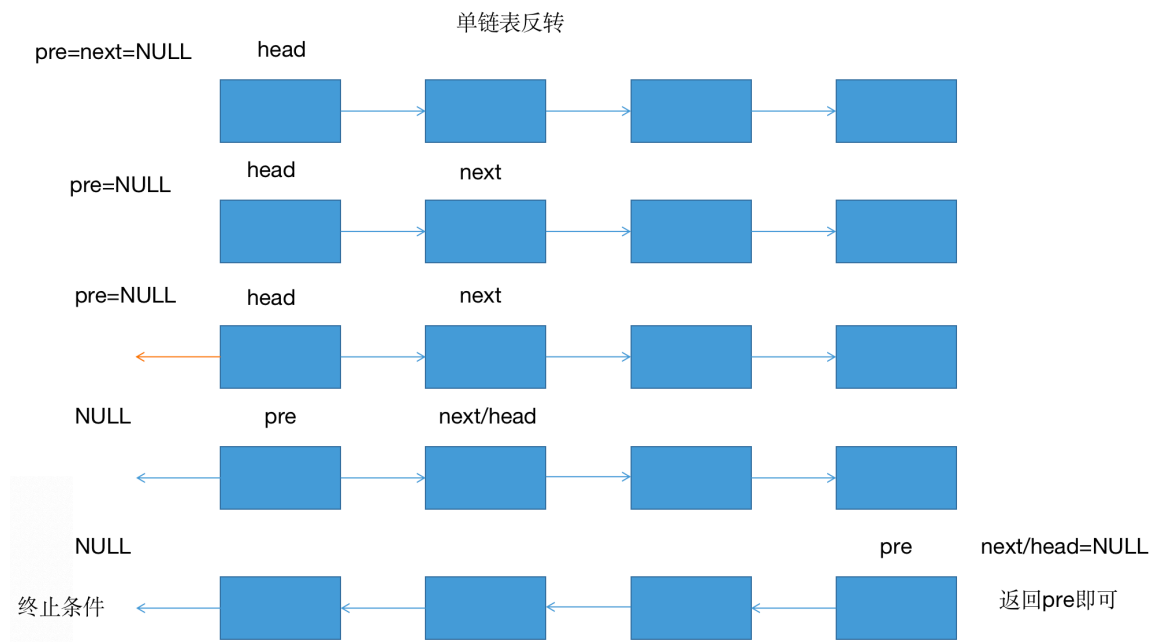 单链表反转
pre=next=NULL head
pre=NULL head next
pre=NULL head next
NULL pre next/head
NULL pre next/head=NULL
终止条件 返回pre即可